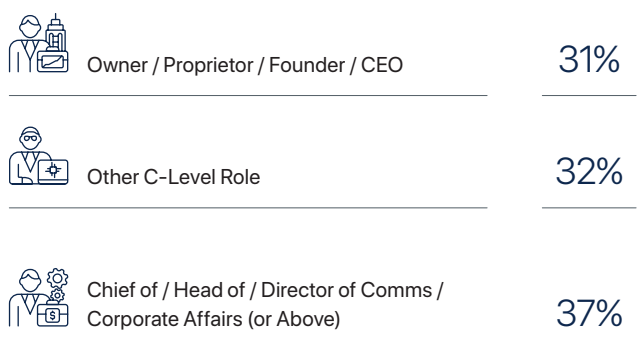 Owner / Proprietor / Founder / CEO 31%
Other C-Level Role 32%
Chief of / Head of / Director of Comms /
Corporate Affairs (or Above) 37%